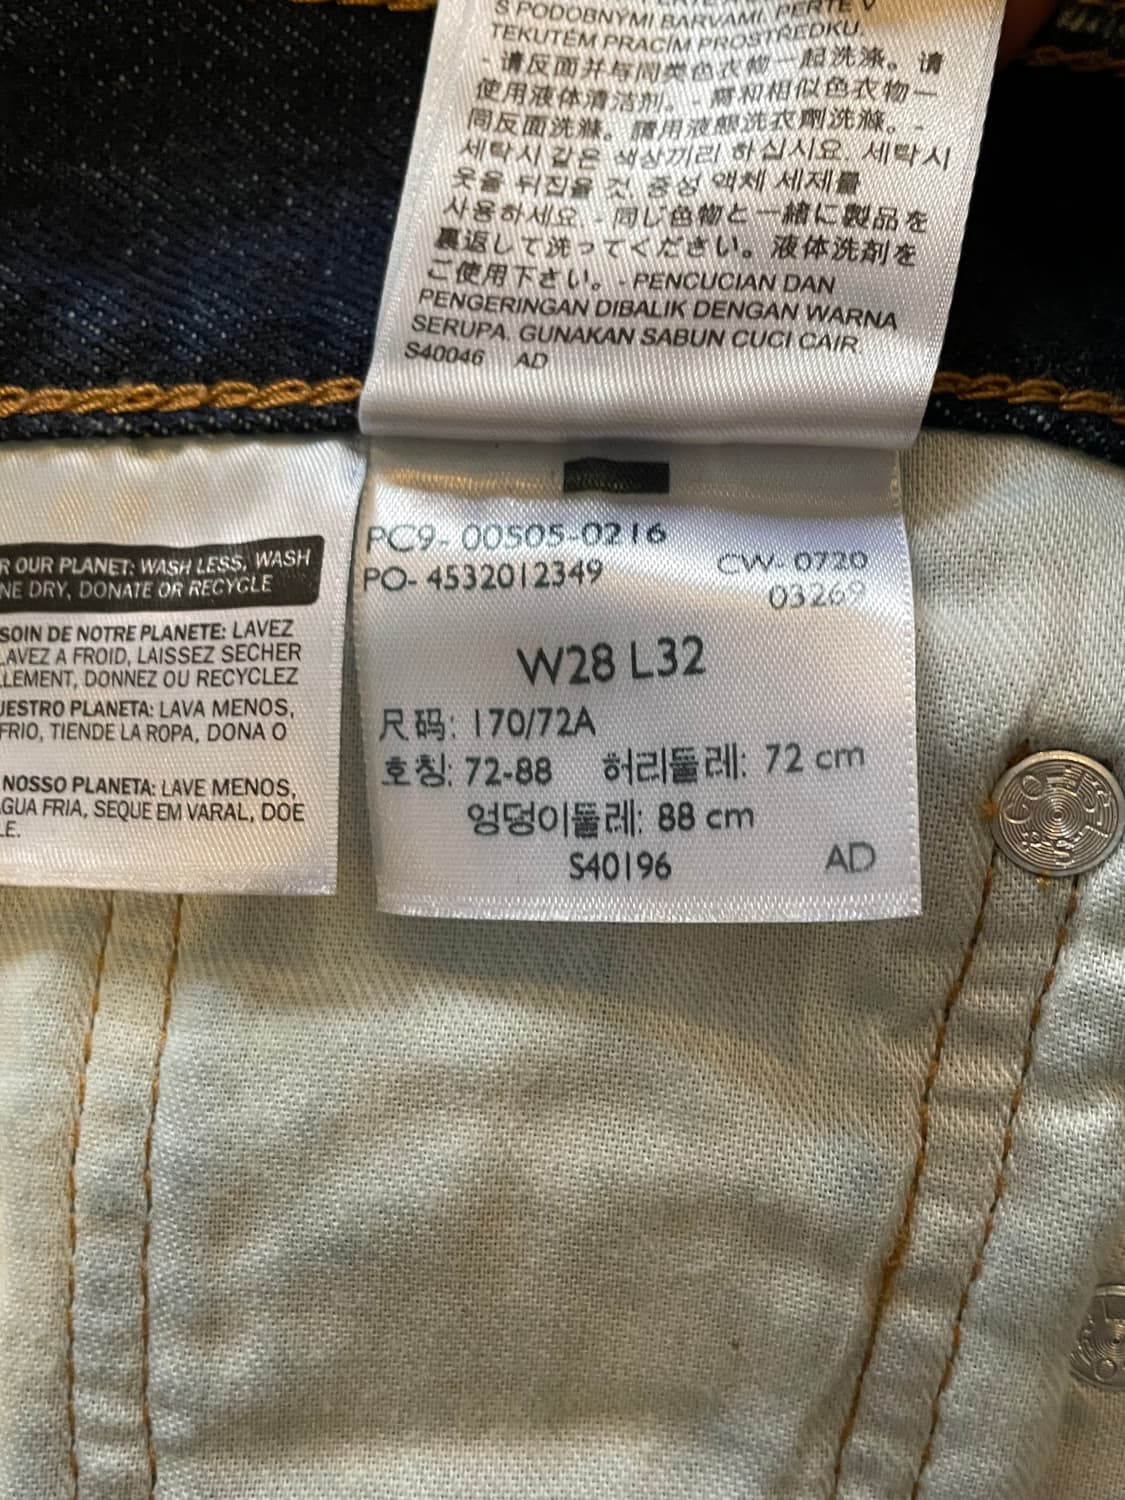 S PODOBNÝMI BARVAMI. PERTE V
TEKUTÉM PRACÍM PROSTŘEDKU.
- 请反面并与同类色衣物一起洗涤。 请
使用液体清洁剂。 - 腐和相似色衣物一
同反面洗滌。請用液態洗衣劑洗滌。 -
세탁시 같은 색상끼리 하십시요. 세탁시
옷을 뒤집을 것 중성 액체 세제를
사용하세요. - 同じ色物と一緒に製品を
裏返して洗ってください。液体洗剤を
ご使用下さい。 - PENCUCIAN DAN
PENGERINGAN DIBALIK DENGAN WARNA
SERUPA. GUNAKAN SABUN CUCI CAIR.
S40046 AD
R OUR PLANET: WASH LESS, WASH
NE DRY, DONATE OR RECYCLE
SOIN DE NOTRE PLANETE: LAVEZ
LAVEZ A FROID, LAISSEZ SECHER
LLEMENT, DONNEZ OU RECYCLEZ
UESTRO PLANETA: LAVA MENOS,
FRIO, TIENDE LA ROPA, DONA O
NOSSO PLANETA: LAVE MENOS,
GUA FRIA, SEQUE EM VARAL, DOE
LE.
PC9- 00505-0216
CW- 0720
PO- 4532012349
03269
W28 L32
尺码: 170/72A
호칭: 72-88 허리둘레: 72 cm
엉덩이둘레: 88 cm
S40196 AD